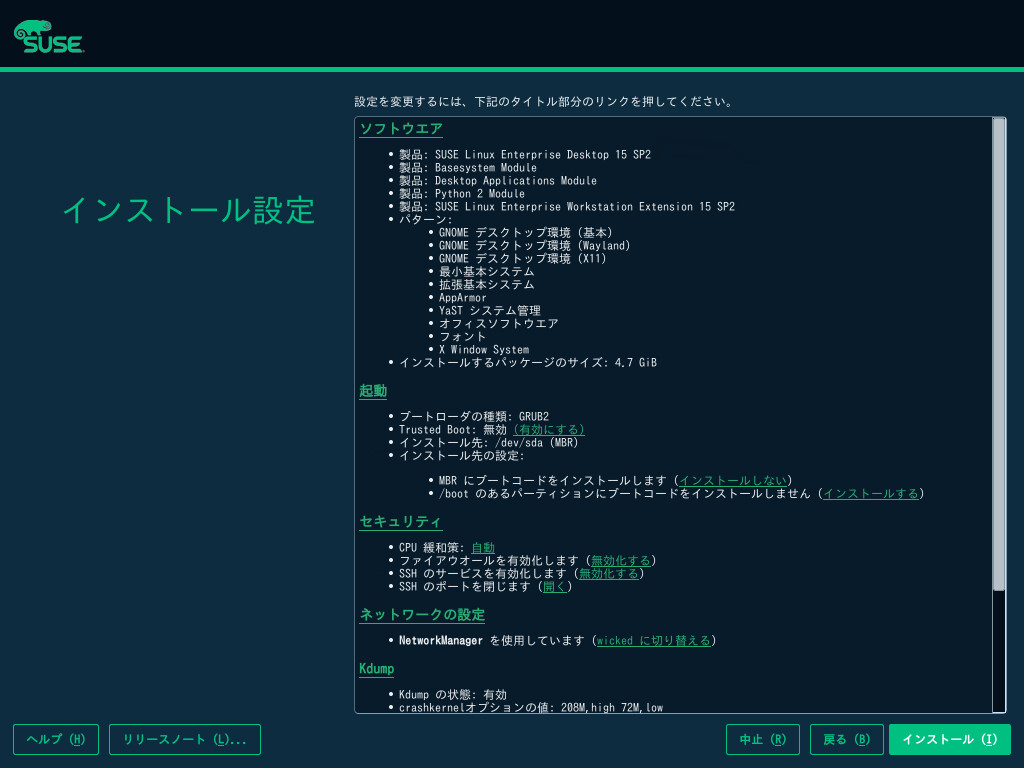 SUSE
設定を変更するには、下記のタイトル部分のリンクを押してください。
インストール設定
ソフトウエア
• 製品: SUSE Linux Enterprise Desktop 15 SP2
• 製品: Basesystem Module
• 製品: Desktop Applications Module
• 製品: Python 2 Module
• 製品: SUSE Linux Enterprise Workstation Extension 15 SP2
• パターン:
• GNOME デスクトップ環境 (基本)
• GNOME デスクトップ環境 (Wayland)
• GNOME デスクトップ環境 (X11)
• 最小基本システム
• 拡張基本システム
• AppArmor
• YaST システム管理
• オフィスソフトウエア
• フォント
• X Window System
• インストールするパッケージのサイズ: 4.7 GiB
起動
• ブートローダの種類: GRUB2
• Trusted Boot: 無効 (有効にする)
• インストール先: /dev/sda (MBR)
• インストール先の設定:
• MBR にブートコードをインストールします (インストールしない)
• /boot のあるパーティションにブートコードをインストールしません (インストールする)
セキュリティ
• CPU 緩和策: 自動
• ファイアウオールを有効化します (無効化する)
• SSH のサービスを有効化します (無効化する)
• SSH のポートを閉じます (開く)
ネットワークの設定
• NetworkManager を使用しています (wicked に切り替える)
Kdump
• Kdump の状態: 有効
• crashkernelオプションの値: 208M,high 72M,low
ヘルプ (H) リリースノート (L)... 中止 (R) 戻る (B) インストール (I)